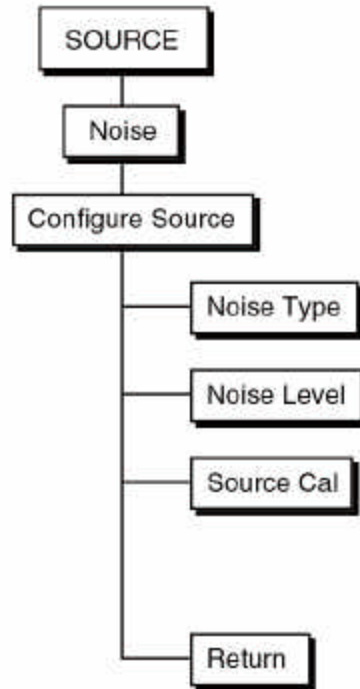 SOURCE
Noise
Configure Source
Noise Type
Noise Level
Source Cal
Return